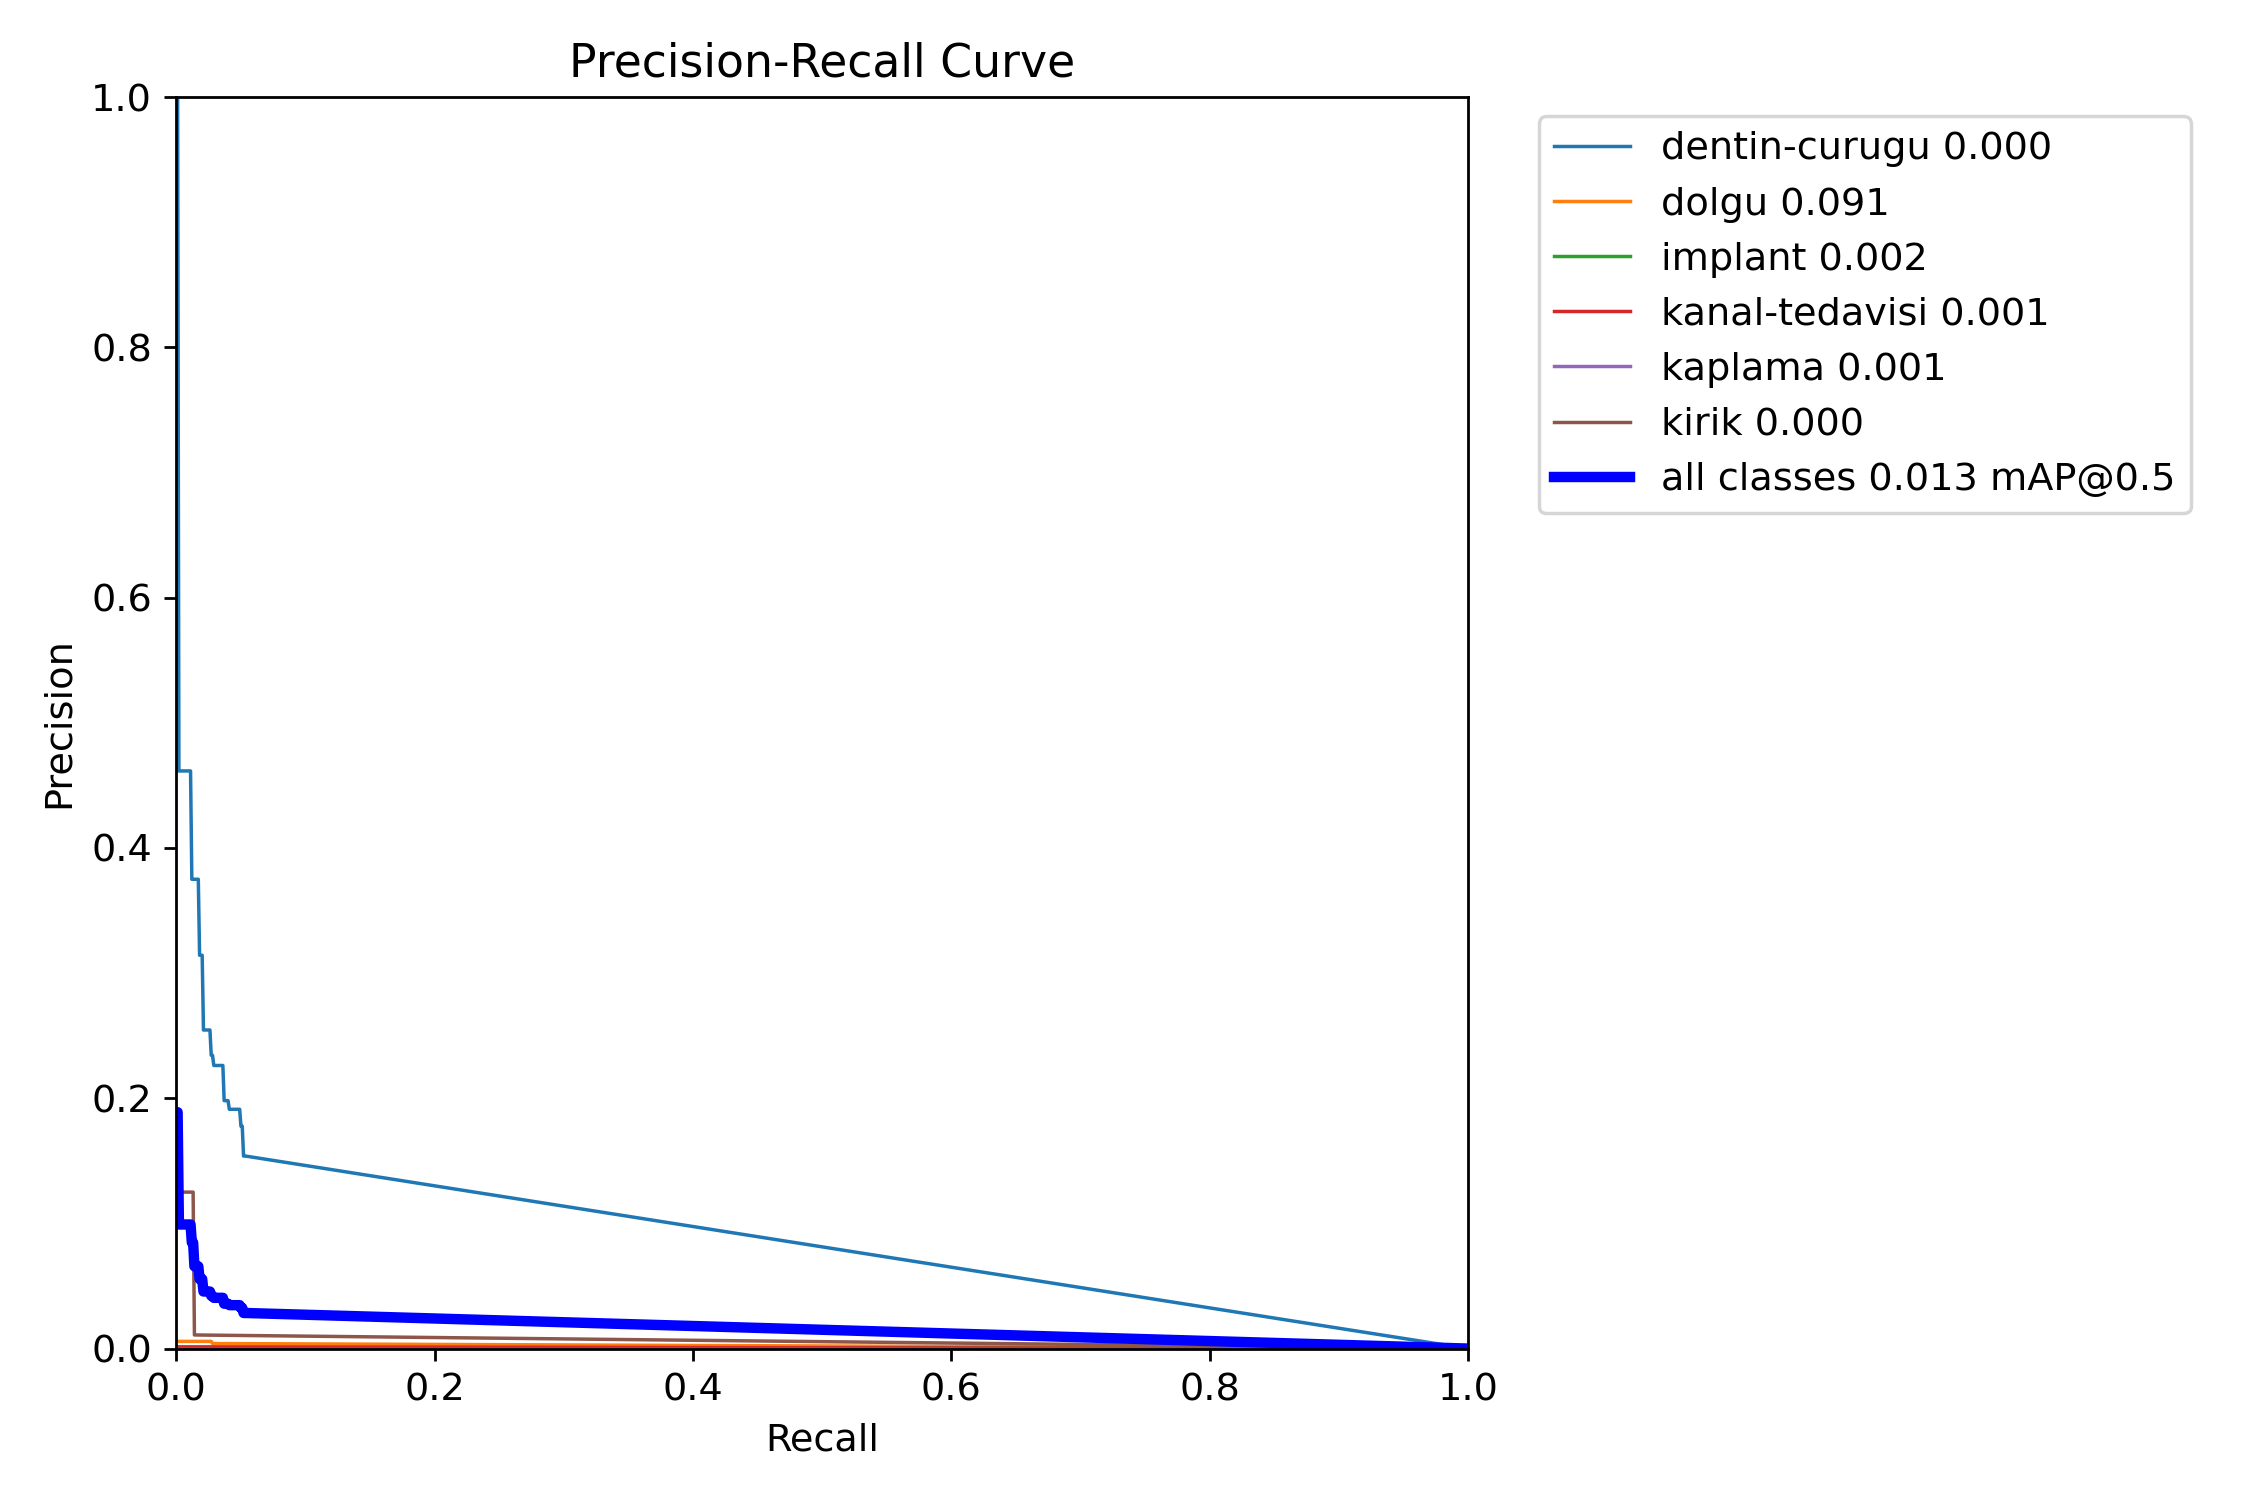 Precision-Recall Curve
1.0
0.8
0.6
0.4
0.2
0.0
Precision
0.0 0.2 0.4 0.6 0.8 1.0
Recall
dentin-curugu 0.000
dolgu 0.091
implant 0.002
kanal-tedavisi 0.001
kaplama 0.001
kirik 0.000
all classes 0.013 mAP@0.5